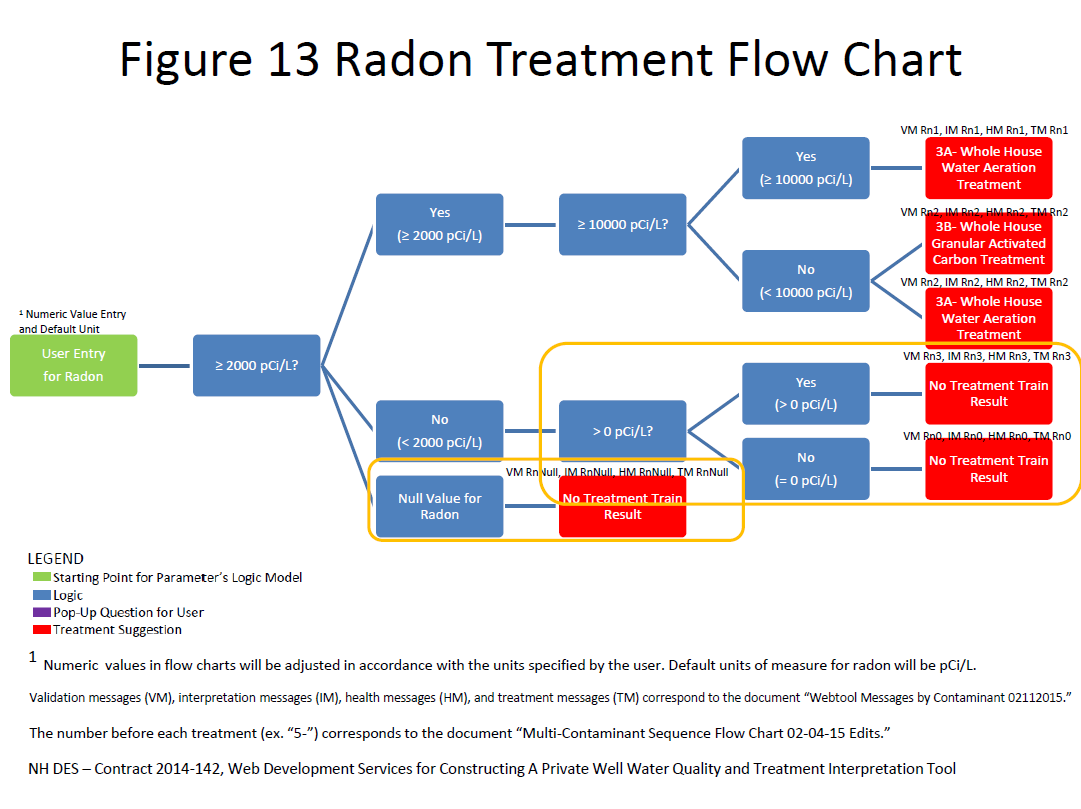 Figure 13 Radon Treatment Flow Chart
VM Rn1, IM Rn1, HM Rn1, TM Rn1
Yes
(≥ 10000 pCi/L)
3A- Whole House
Water Aeration
Treatment
Yes
(≥ 2000 pCi/L)
≥ 10000 pCi/L?
VM Rn2, IM Rn2, HM Rn2, TM Rn2
3B- Whole House
Granular Activated
Carbon Treatment
No
(< 10000 pCi/L)
VM Rn2, IM Rn2, HM Rn2, TM Rn2
3A- Whole House
Water Aeration
Treatment
1 Numeric Value Entry
and Default Unit
User Entry
for Radon
≥ 2000 pCi/L?
VM Rn3, IM Rn3, HM Rn3, TM Rn3
Yes
(> 0 pCi/L)
No Treatment Train
Result
No
(< 2000 pCi/L)
> 0 pCi/L?
VM Rn0, IM Rn0, HM Rn0, TM Rn0
No
(= 0 pCi/L)
No Treatment Train
Result
VM RnNull, IM RnNull, HM RnNull, TM RnNull
Null Value for
Radon
No Treatment Train
Result
LEGEND
Starting Point for Parameter's Logic Model
Logic
Pop-Up Question for User
Treatment Suggestion
1 Numeric values in flow charts will be adjusted in accordance with the units specified by the user. Default units of measure for radon will be pCi/L.
Validation messages (VM), interpretation messages (IM), health messages (HM), and treatment messages (TM) correspond to the document “Webtool Messages by Contaminant 02112015.”
The number before each treatment (ex. “5-”) corresponds to the document “Multi-Contaminant Sequence Flow Chart 02-04-15 Edits.”
NH DES – Contract 2014-142, Web Development Services for Constructing A Private Well Water Quality and Treatment Interpretation Tool